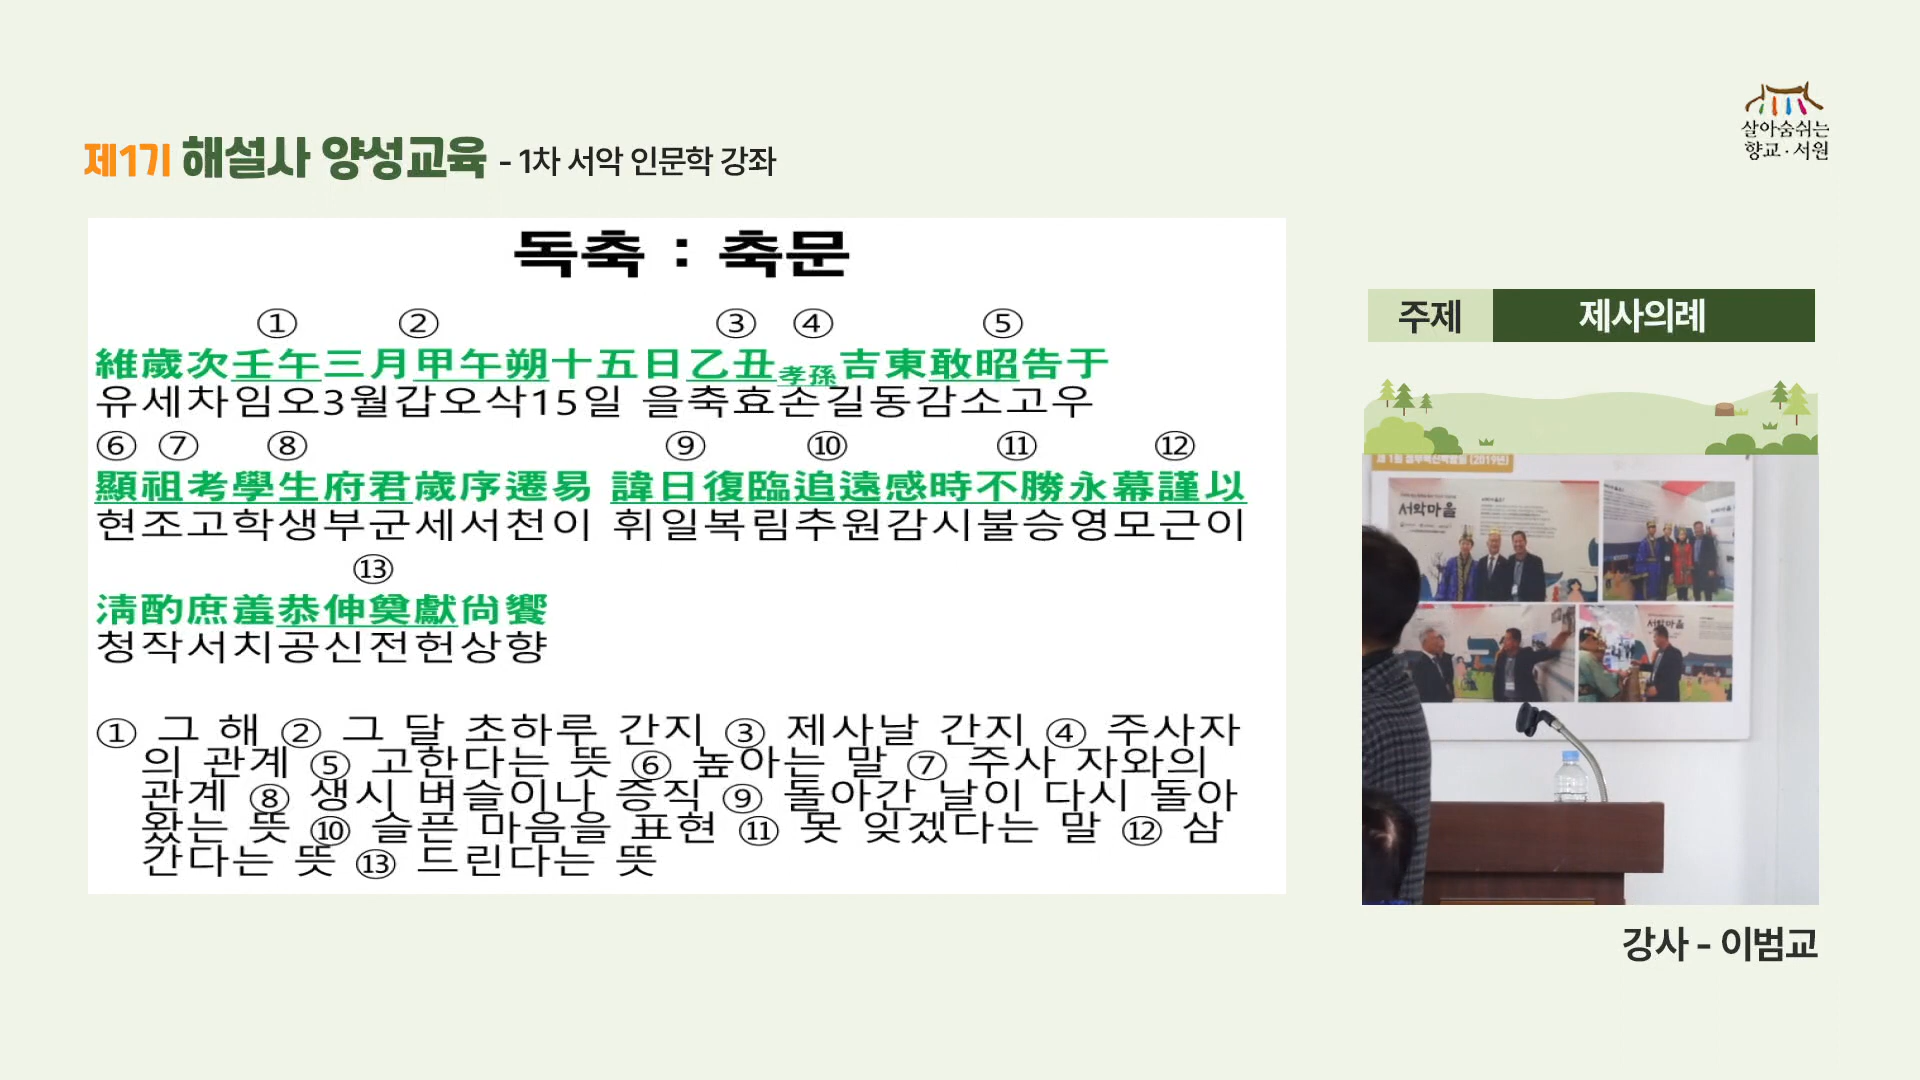 제1기 해설사 양성교육 - 1차 서악 인문학 강좌
살아숨쉬는
향교·서원
독축 : 축문
① ② ③ ④ ⑤
維歲次壬午三月甲午朔十五日乙丑孝孫吉東敢昭告于
유세차임오3월갑오삭15일 을축효손길동감소고우
⑥ ⑦ ⑧ ⑨ ⑩ ⑪ ⑫
顯祖考學生府君歲序遷易 諱日復臨追遠感時不勝永幕謹以
현조고학생부군세서천이 휘일복림추원감시불승영모근이
⑬
淸酌庶羞恭伸奠獻尙饗
청작서치공신전헌상향
① 그 해 ② 그 달 초하루 간지 ③ 제사날 간지 ④ 주사자
의 관계 ⑤ 고한다는 뜻 ⑥ 높아는 말 ⑦ 주사 자와의
관계 ⑧ 생시 벼슬이나 증직 ⑨ 돌아간 날이 다시 돌아
왔는 뜻 ⑩ 슬픈 마음을 표현 ⑪ 못 잊겠다는 말 ⑫ 삼
간다는 뜻 ⑬ 드린다는 뜻
주제 제사의례
서악마을
서악마을
강사 - 이범교